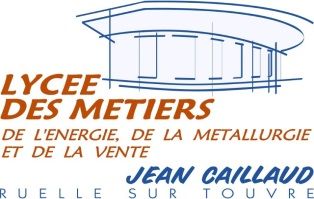 LYCEE
DES METIERS
DE L'ENERGIE, DE LA METALLURGIE
ET DE LA VENTE
JEAN CAILLAUD
RUELLE SUR TOUVRE